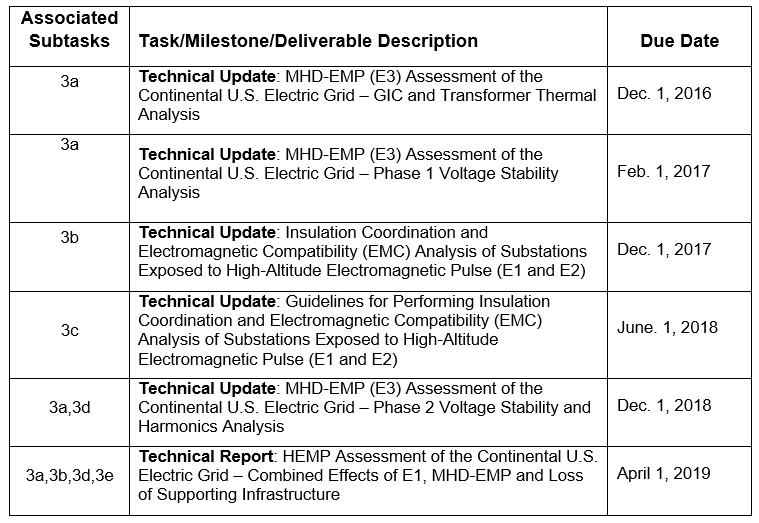 Associated
Subtasks
Task/Milestone/Deliverable Description
Due Date
3a
Technical Update: MHD-EMP (E3) Assessment of the
Continental U.S. Electric Grid – GIC and Transformer Thermal
Analysis
Dec. 1, 2016
3a
Technical Update: MHD-EMP (E3) Assessment of the
Continental U.S. Electric Grid – Phase 1 Voltage Stability
Analysis
Feb. 1, 2017
3b
Technical Update: Insulation Coordination and
Electromagnetic Compatibility (EMC) Analysis of Substations
Exposed to High-Altitude Electromagnetic Pulse (E1 and E2)
Dec. 1, 2017
3c
Technical Update: Guidelines for Performing Insulation
Coordination and Electromagnetic Compatibility (EMC)
Analysis of Substations Exposed to High-Altitude
Electromagnetic Pulse (E1 and E2)
June. 1, 2018
3a,3d
Technical Update: MHD-EMP (E3) Assessment of the
Continental U.S. Electric Grid – Phase 2 Voltage Stability and
Harmonics Analysis
Dec. 1, 2018
3a,3b,3d,3e
Technical Report: HEMP Assessment of the Continental U.S.
Electric Grid – Combined Effects of E1, MHD-EMP and Loss
of Supporting Infrastructure
April 1, 2019